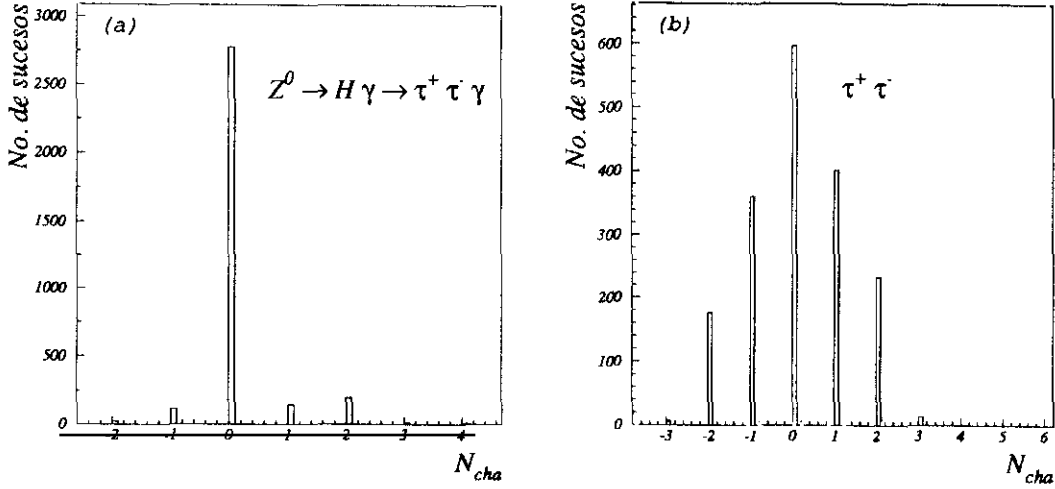 (a)
No. de sucesos
3000
2750
2500
1500
1000
500
0
Z⁰ → H γ → τ⁺ τ⁻ γ
-2 -1 0 1 2 3 4
N_cha
(b)
No. de sucesos
600
500
400
300
200
100
0
τ⁺ τ⁻
-3 -2 -1 0 1 2 3 4 5 6
N_cha